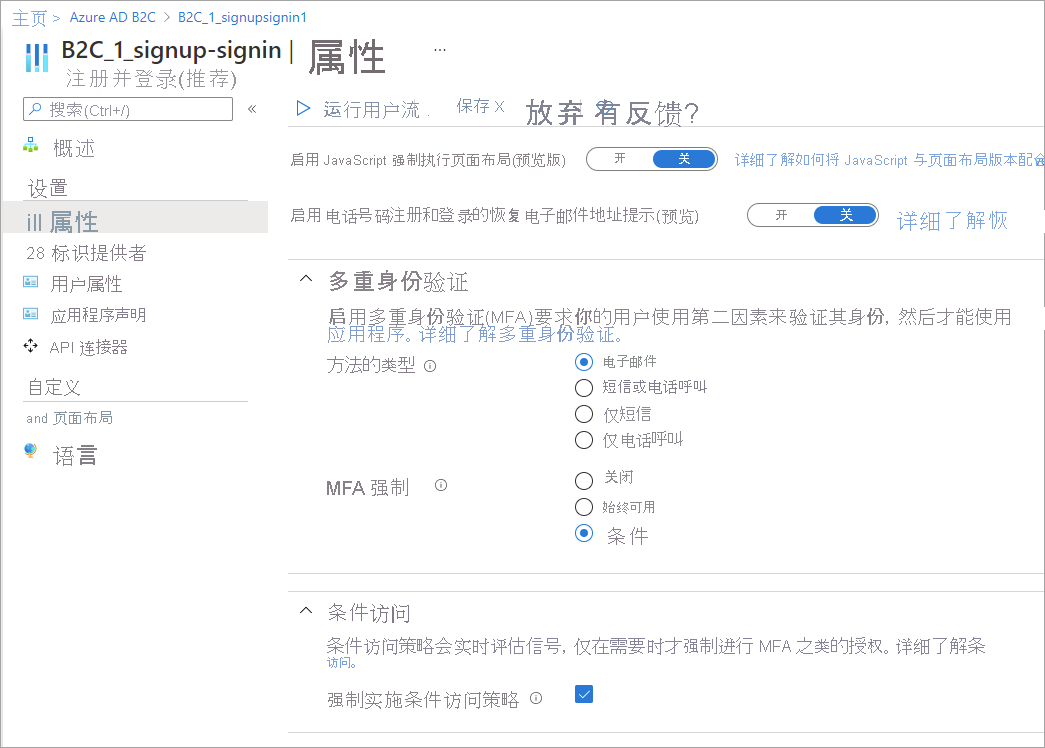 主页 > Azure AD B2C > B2C_1_signupsignin1
B2C_1_signup-signin | 属性 ...
注册并登录(推荐)
搜索(Ctrl+/) «
运行用户流 . 保存 X 放弃 有反馈?
概述
启用 JavaScript 强制执行页面布局(预览版) 开 关 详细了解如何将 JavaScript 与页面布局版本配合
设置
ill 属性
启用电话号码注册和登录的恢复电子邮件地址提示(预览) 开 关 详细了解恢
28 标识提供者
用户属性
应用程序声明
API 连接器
自定义
and 页面布局
语言
多重身份验证
启用多重身份验证(MFA)要求你的用户使用第二因素来验证其身份, 然后才能使用
应用程序。详细了解多重身份验证。
方法的类型 电子邮件
短信或电话呼叫
仅短信
仅电话呼叫
MFA 强制 关闭
始终可用
条件
条件访问
条件访问策略会实时评估信号, 仅在需要时才强制进行 MFA 之类的授权。详细了解条
访问。
强制实施条件访问策略